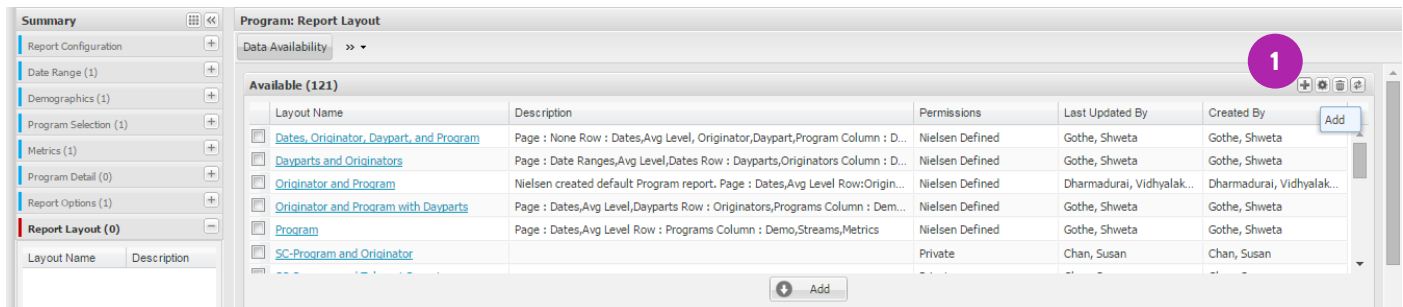 Summary
Report Configuration
Date Range (1)
Demographics (1)
Program Selection (1)
Metrics (1)
Program Detail (0)
Report Options (1)
Report Layout (0)
Layout Name Description
Program: Report Layout
Data Availability »
1
Available (121)
Add
Layout Name Description Permissions Last Updated By Created By
Dates, Originator, Daypart, and Program Page : None Row : Dates,Avg Level, Originator,Daypart,Program Column : D... Nielsen Defined Gothe, Shweta Gothe, Shweta
Dayparts and Originators Page : Date Ranges,Avg Level,Dates Row : Dayparts,Originators Column : D... Nielsen Defined Gothe, Shweta Gothe, Shweta
Originator and Program Nielsen created default Program report. Page : Dates,Avg Level Row:Origin... Nielsen Defined Dharmadurai, Vidhyalak... Dharmadurai, Vidhyalak...
Originator and Program with Dayparts Page : Dates,Avg Level,Dayparts Row : Originators,Programs Column : Dem... Nielsen Defined Gothe, Shweta Gothe, Shweta
Program Page : Dates,Avg Level Row : Programs Column : Demo,Streams,Metrics Nielsen Defined Gothe, Shweta Gothe, Shweta
SC-Program and Originator Private Chan, Susan Chan, Susan
Add